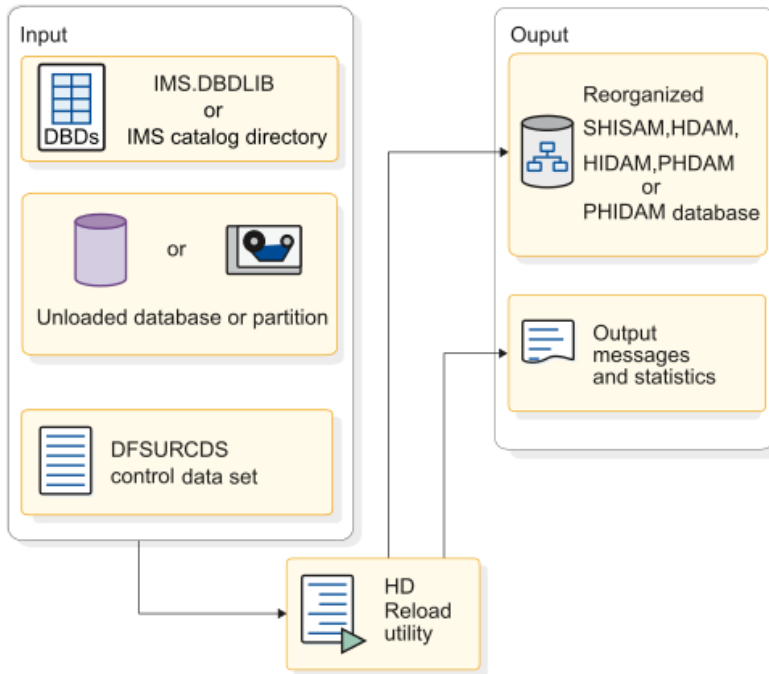 Input
DBDs
IMS.DBDLIB
or
IMS catalog directory
or
Unloaded database or partition
DFSURCDS
control data set
HD
Reload
utility
Ouput
Reorganized
SHISAM,HDAM,
HIDAM,PHDAM
or
PHIDAM database
Output
messages
and statistics